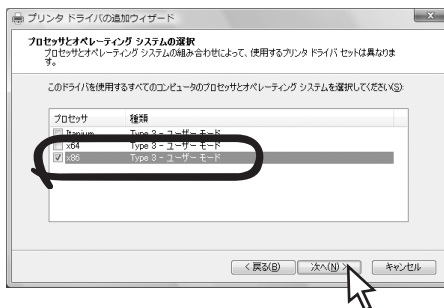 プリンタ ドライバの追加ウィザード
プロセッサとオペレーティング システムの選択
プロセッサとオペレーティング システムの組み合わせによって、使用するプリンタ ドライバ セットは異なりま
す。
このドライバを使用するすべてのコンピュータのプロセッサとオペレーティング システムを選択してください(S):
プロセッサ 種類
Itanium Type 3 - ユーザー モード
x64 Type 3 - ユーザー モード
x86 Type 3 - ユーザー モード
< 戻る(B) 次へ(N) > キャンセル